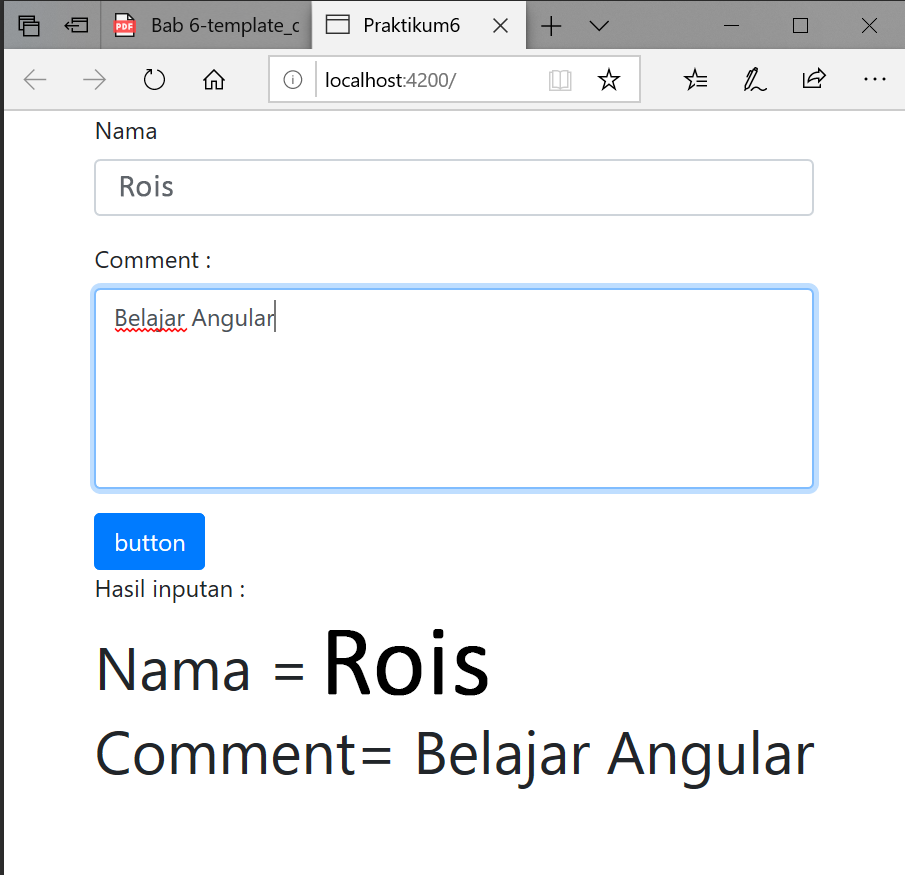 PDF Bab 6-template_c Praktikum6
localhost:4200/
Nama
Rois
Comment :
Belajar Angular
button
Hasil inputan :
Nama = Rois
Comment= Belajar Angular